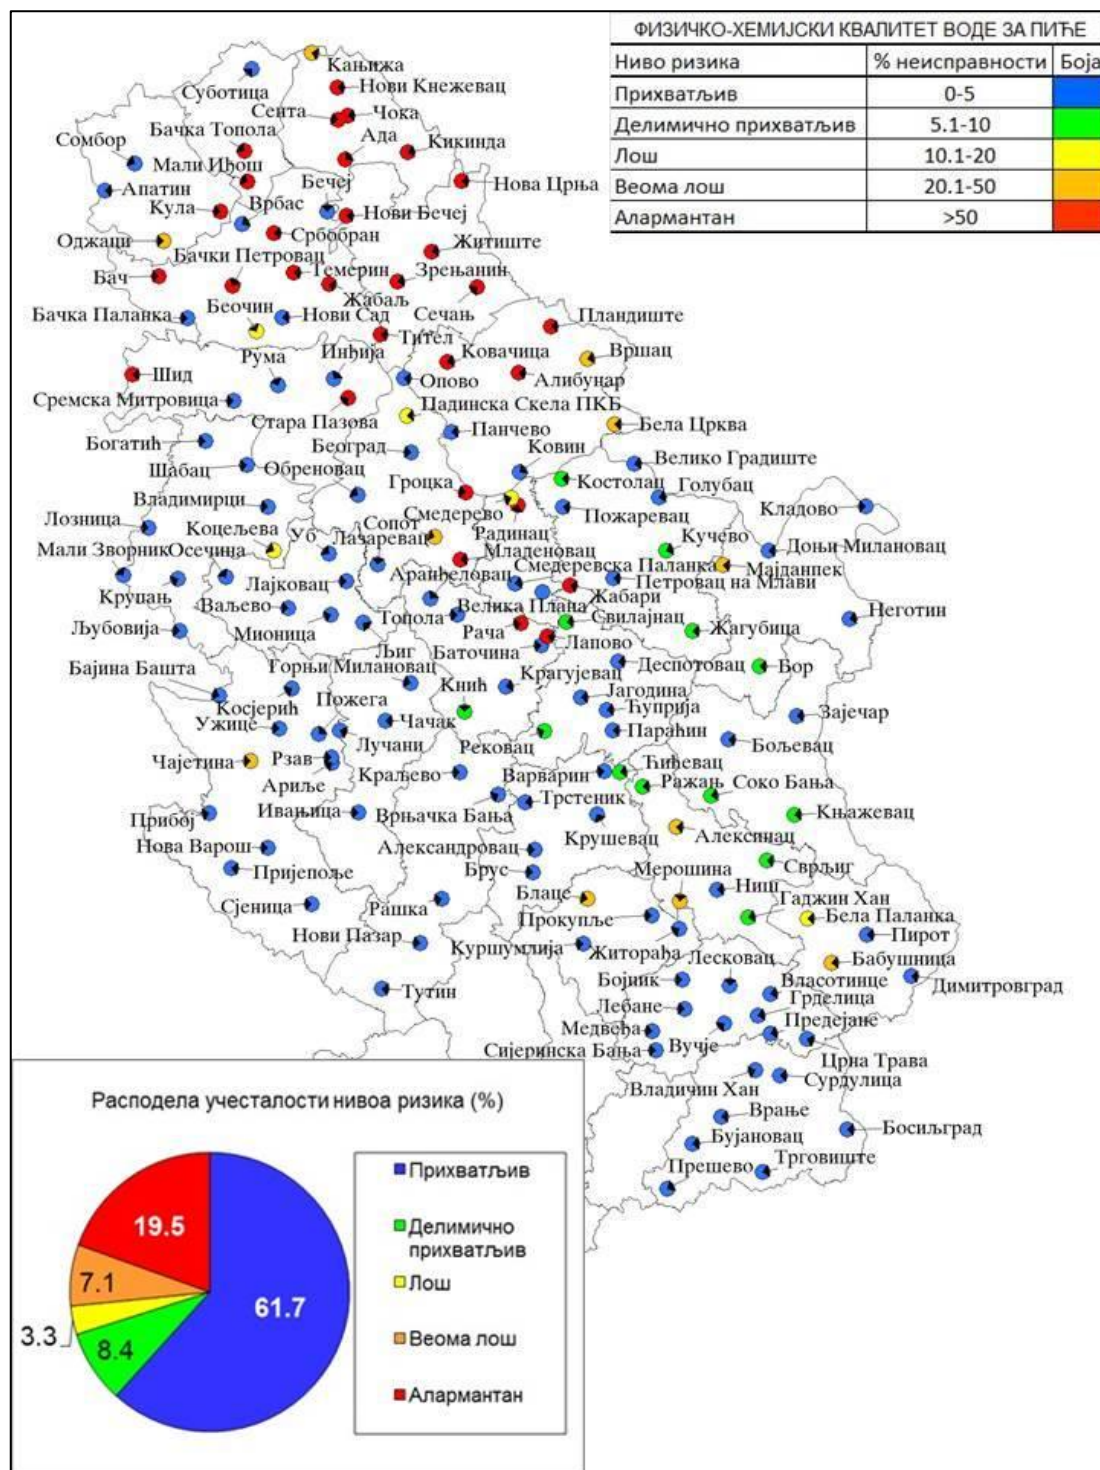 ФИЗИЧКО-ХЕМИЈСКИ КВАЛИТЕТ ВОДЕ ЗА ПИЋЕ
Ниво ризика % неисправности Боја
Прихватљив 0-5
Делимично прихватљив 5.1-10
Лош 10.1-20
Веома лош 20.1-50
Алармантан >50
Кањижа
Суботица
Нови Кнежевац
Сента
Чока
Бачка Топола
Ада
Кикинда
Сомбор
Мали Иђош
Бечеј
Нова Црња
Апатин
Кула
Врбас
Нови Бечеј
Оџаци
Србобран
Житиште
Бачки Петровац
Бач
Темерин
Зрењанин
Жабаљ
Сечањ
Беочин
Бачка Паланка
Нови Сад
Пландиште
Тител
Рума
Инђија
Ковачица
Вршац
Шид
Опово
Алибунар
Сремска Митровица
Стара Пазова
Падинска Скела ПКБ
Бела Црква
Богатић
Београд
Панчево
Ковин
Велико Градиште
Шабац
Обреновац
Гроцка
Костолац
Голубац
Владимирци
Смедерево
Пожаревац
Кладово
Лозница
Коцељева
Уб
Сопот
Лазаревац
Радинац
Кучево
Мали Зворник
Осечина
Младеновац
Доњи Милановац
Смедеревска Паланка
Мајданпек
Крупањ
Лајковац
Аранђеловац
Петровац на Млави
Жабари
Ваљево
Велика Плана
Свилајнац
Неготин
Љубовија
Мионица
Топола
Рача
Жагубица
Љиг
Баточина
Лапово
Бајина Башта
Горњи Милановац
Деспотовац
Бор
Косјерић
Пожега
Кнић
Крагујевац
Јагодина
Ћуприја
Зајечар
Ужице
Чачак
Параћин
Лучани
Рековац
Бољевац
Чајетина
Рзав
Ариље
Краљево
Варварин
Ћићевац
Ражањ
Соко Бања
Прибој
Ивањица
Врњачка Бања
Трстеник
Књажевац
Крушевац
Алексинац
Нова Варош
Александровац
Пријепоље
Брус
Мерошина
Сврљиг
Блаце
Ниш
Гаџин Хан
Сјеница
Рашка
Прокупље
Бела Паланка
Нови Пазар
Куршумлија
Житорађа
Пирот
Лесковац
Бабушница
Тутин
Бојник
Власотинце
Димитровград
Лебане
Грделица
Медвеђа
Предејане
Сијеринска Бања
Вучје
Црна Трава
Владичин Хан
Сурдулица
Врање
Босиљград
Бујановац
Прешево
Трговиште
Расподела учесталости нивоа ризика (%)
19.5
7.1
3.3
8.4
61.7
Прихватљив
Делимично
прихватљив
Лош
Веома лош
Алармантан